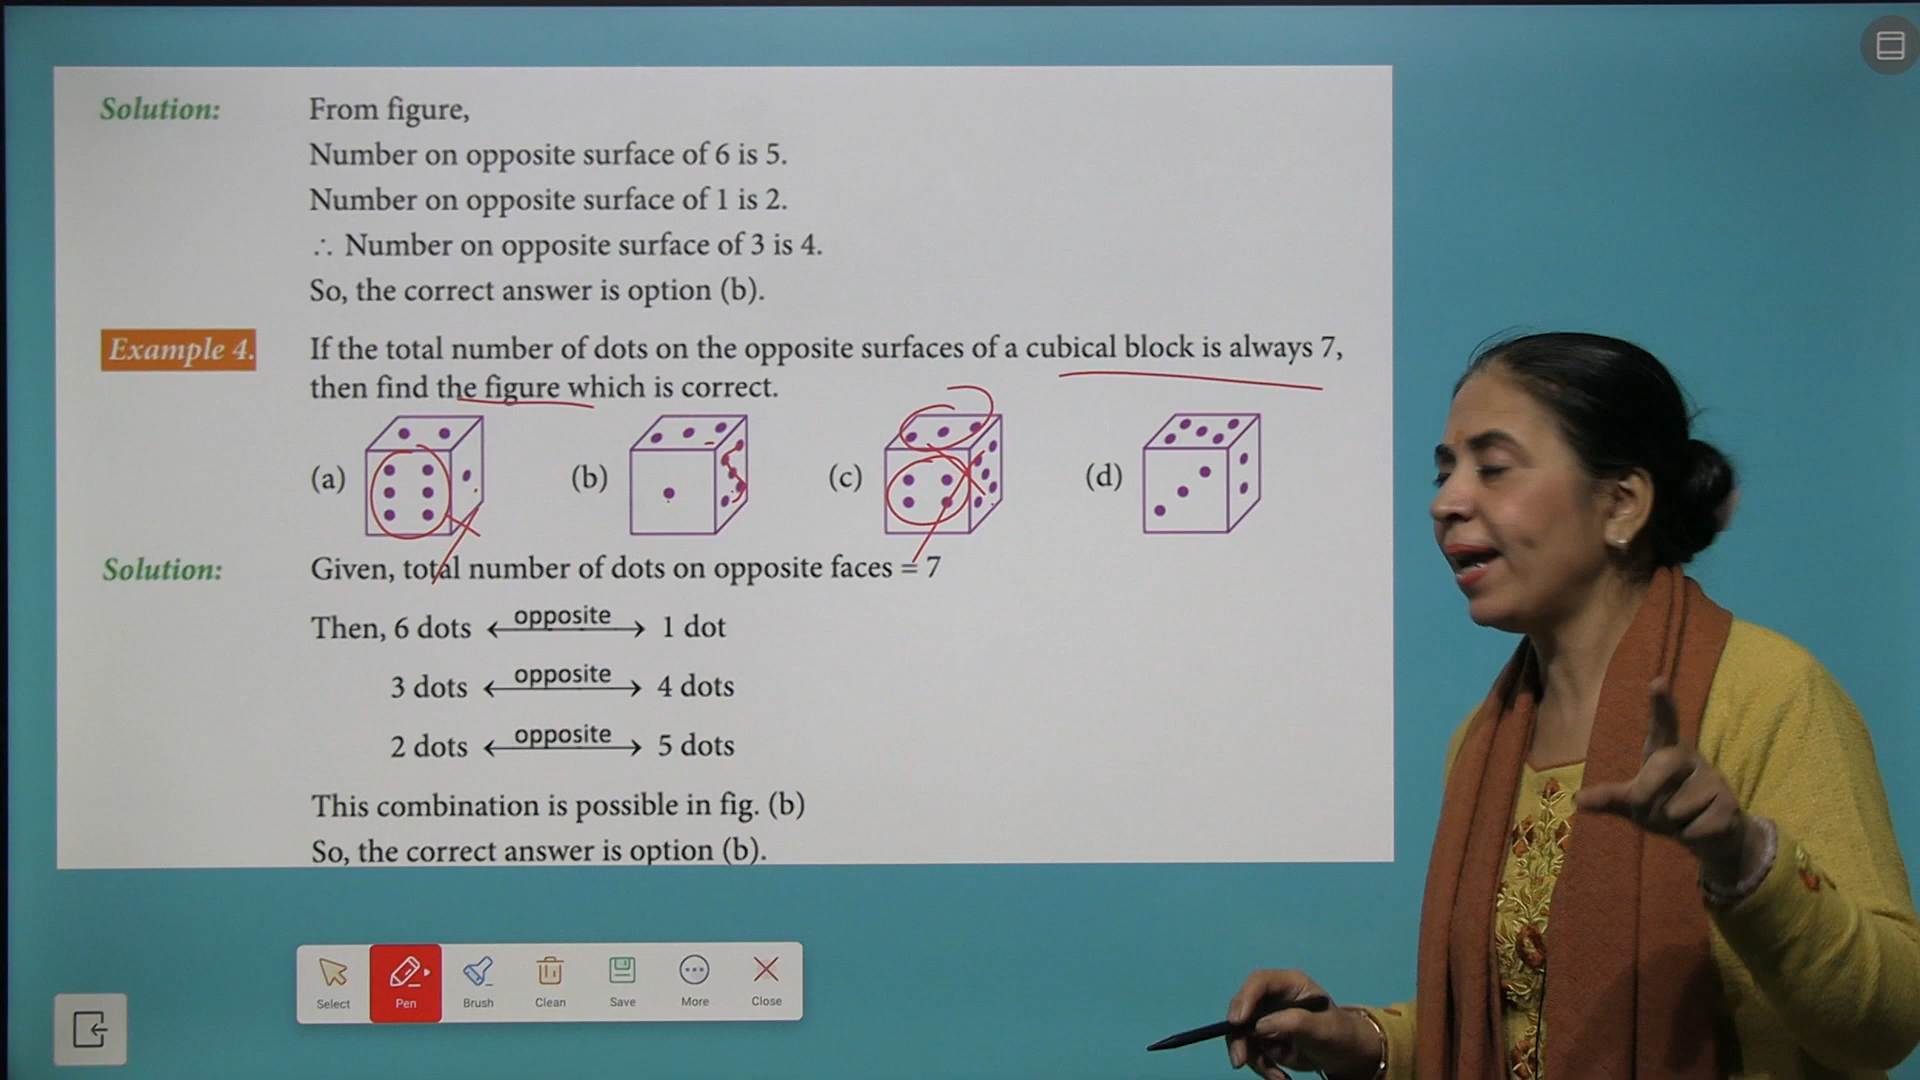 Solution: From figure,
Number on opposite surface of 6 is 5.
Number on opposite surface of 1 is 2.
∴ Number on opposite surface of 3 is 4.
So, the correct answer is option (b).
Example 4. If the total number of dots on the opposite surfaces of a cubical block is always 7,
then find the figure which is correct.
(a) (b) (c) (d)
Solution: Given, total number of dots on opposite faces = 7
Then, 6 dots ⟵opposite⟶ 1 dot
3 dots ⟵opposite⟶ 4 dots
2 dots ⟵opposite⟶ 5 dots
This combination is possible in fig. (b)
So, the correct answer is option (b).
Select Pen Brush Clean Save More Close